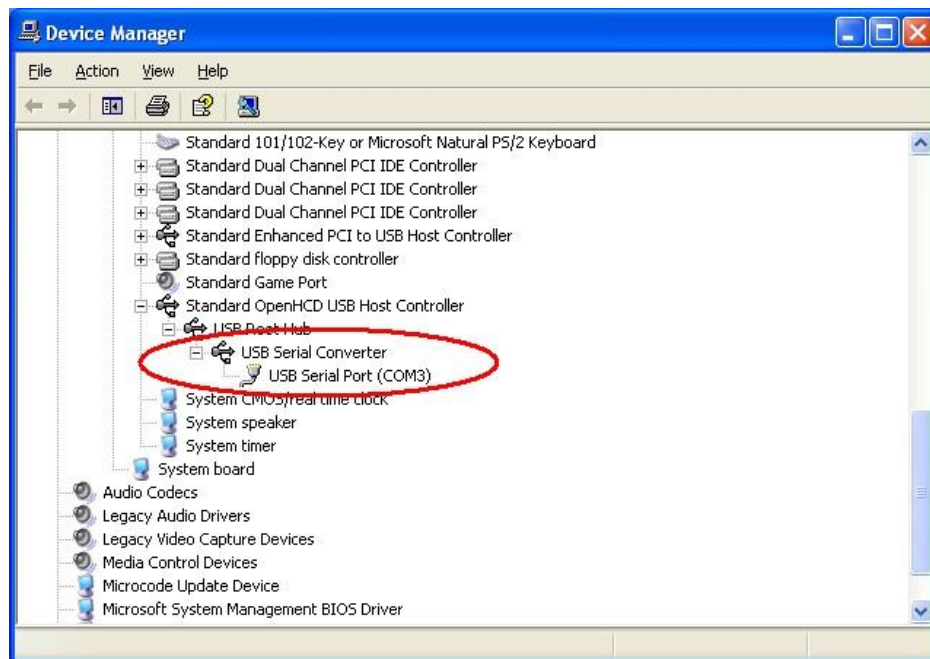 Device Manager
File Action View Help
Standard 101/102-Key or Microsoft Natural PS/2 Keyboard
Standard Dual Channel PCI IDE Controller
Standard Dual Channel PCI IDE Controller
Standard Dual Channel PCI IDE Controller
Standard Enhanced PCI to USB Host Controller
Standard floppy disk controller
Standard Game Port
Standard OpenHCD USB Host Controller
USB Root Hub
USB Serial Converter
USB Serial Port (COM3)
System CMOS/real time clock
System speaker
System timer
System board
Audio Codecs
Legacy Audio Drivers
Legacy Video Capture Devices
Media Control Devices
Microcode Update Device
Microsoft System Management BIOS Driver